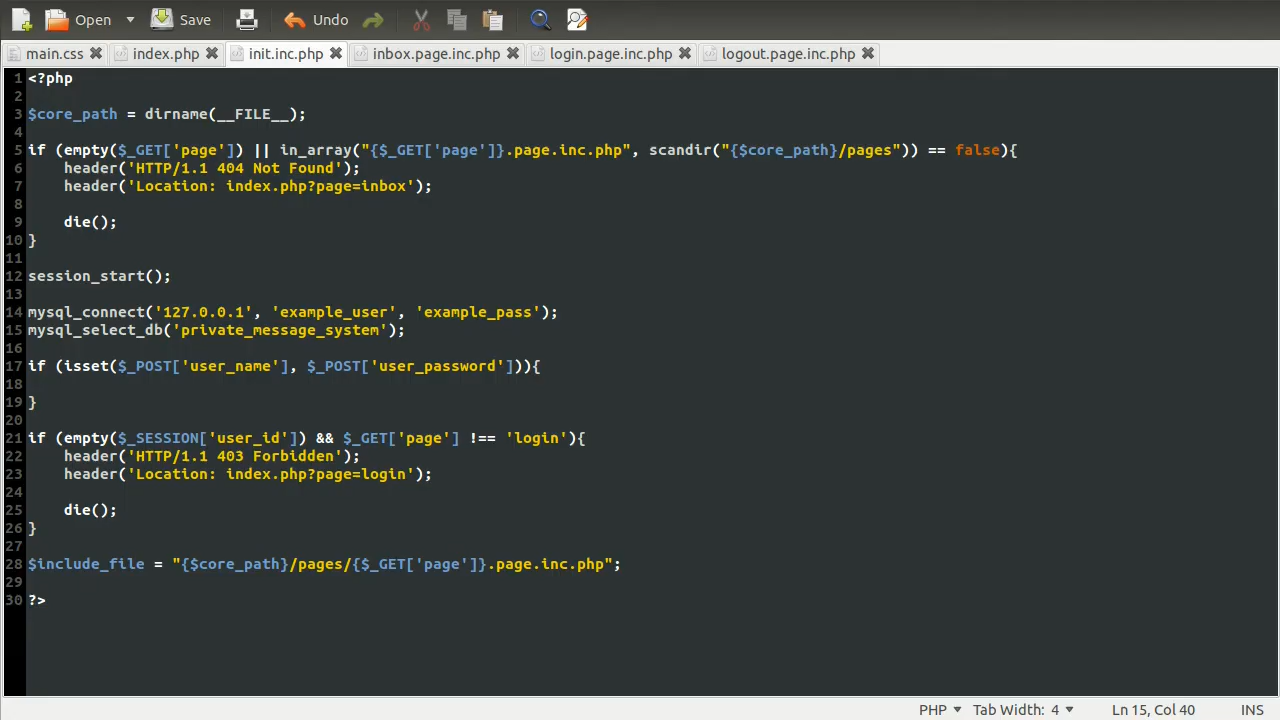 Open Save Undo
main.css index.php init.inc.php inbox.page.inc.php login.page.inc.php logout.page.inc.php
1 <?php
2
3 $core_path = dirname(__FILE__);
4
5 if (empty($_GET['page']) || in_array("{$_GET['page']}.page.inc.php", scandir("{$core_path}/pages")) == false){
6     header('HTTP/1.1 404 Not Found');
7     header('Location: index.php?page=inbox');
8
9     die();
10 }
11
12 session_start();
13
14 mysql_connect('127.0.0.1', 'example_user', 'example_pass');
15 mysql_select_db('private_message_system');
16
17 if (isset($_POST['user_name'], $_POST['user_password'])){
18
19 }
20
21 if (empty($_SESSION['user_id']) && $_GET['page'] !== 'login'){
22     header('HTTP/1.1 403 Forbidden');
23     header('Location: index.php?page=login');
24
25     die();
26 }
27
28 $include_file = "{$core_path}/pages/{$_GET['page']}.page.inc.php";
29
30 ?>
PHP Tab Width: 4 Ln 15, Col 40 INS